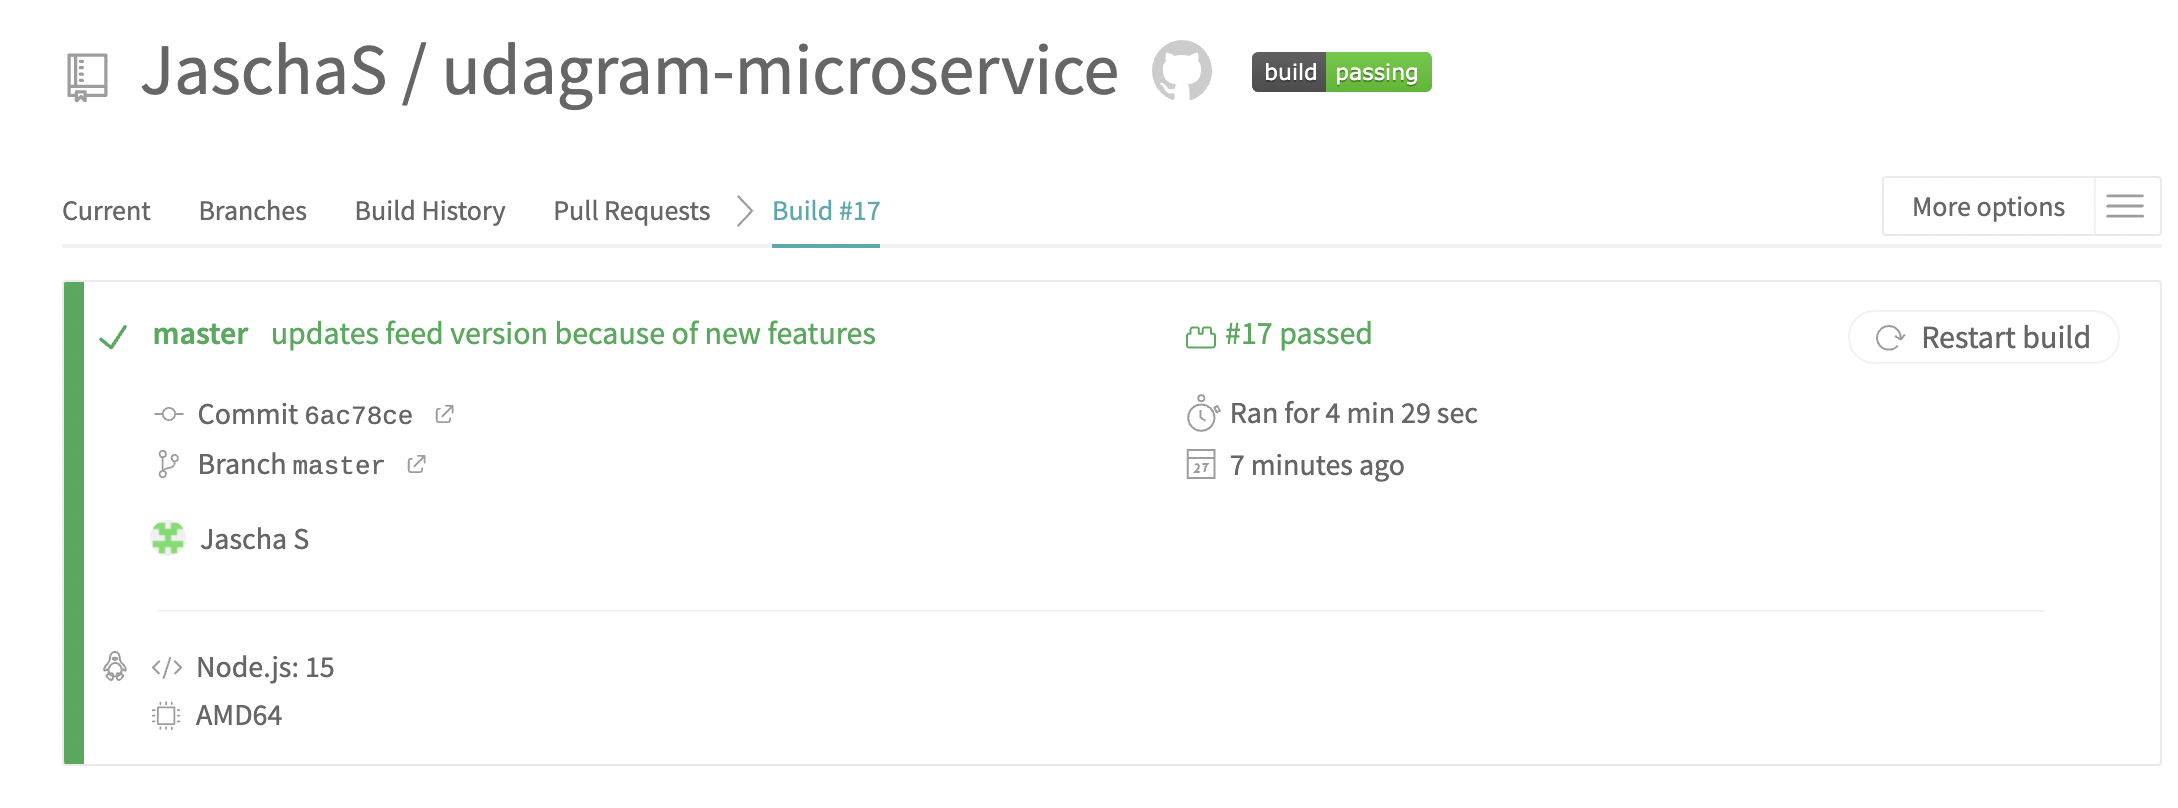 JaschaS / udagram-microservice build passing
Current Branches Build History Pull Requests Build #17 More options
master updates feed version because of new features
Commit 6ac78ce
Branch master
Jascha S
#17 passed
Ran for 4 min 29 sec
27 7 minutes ago
Restart build
Node.js: 15
AMD64